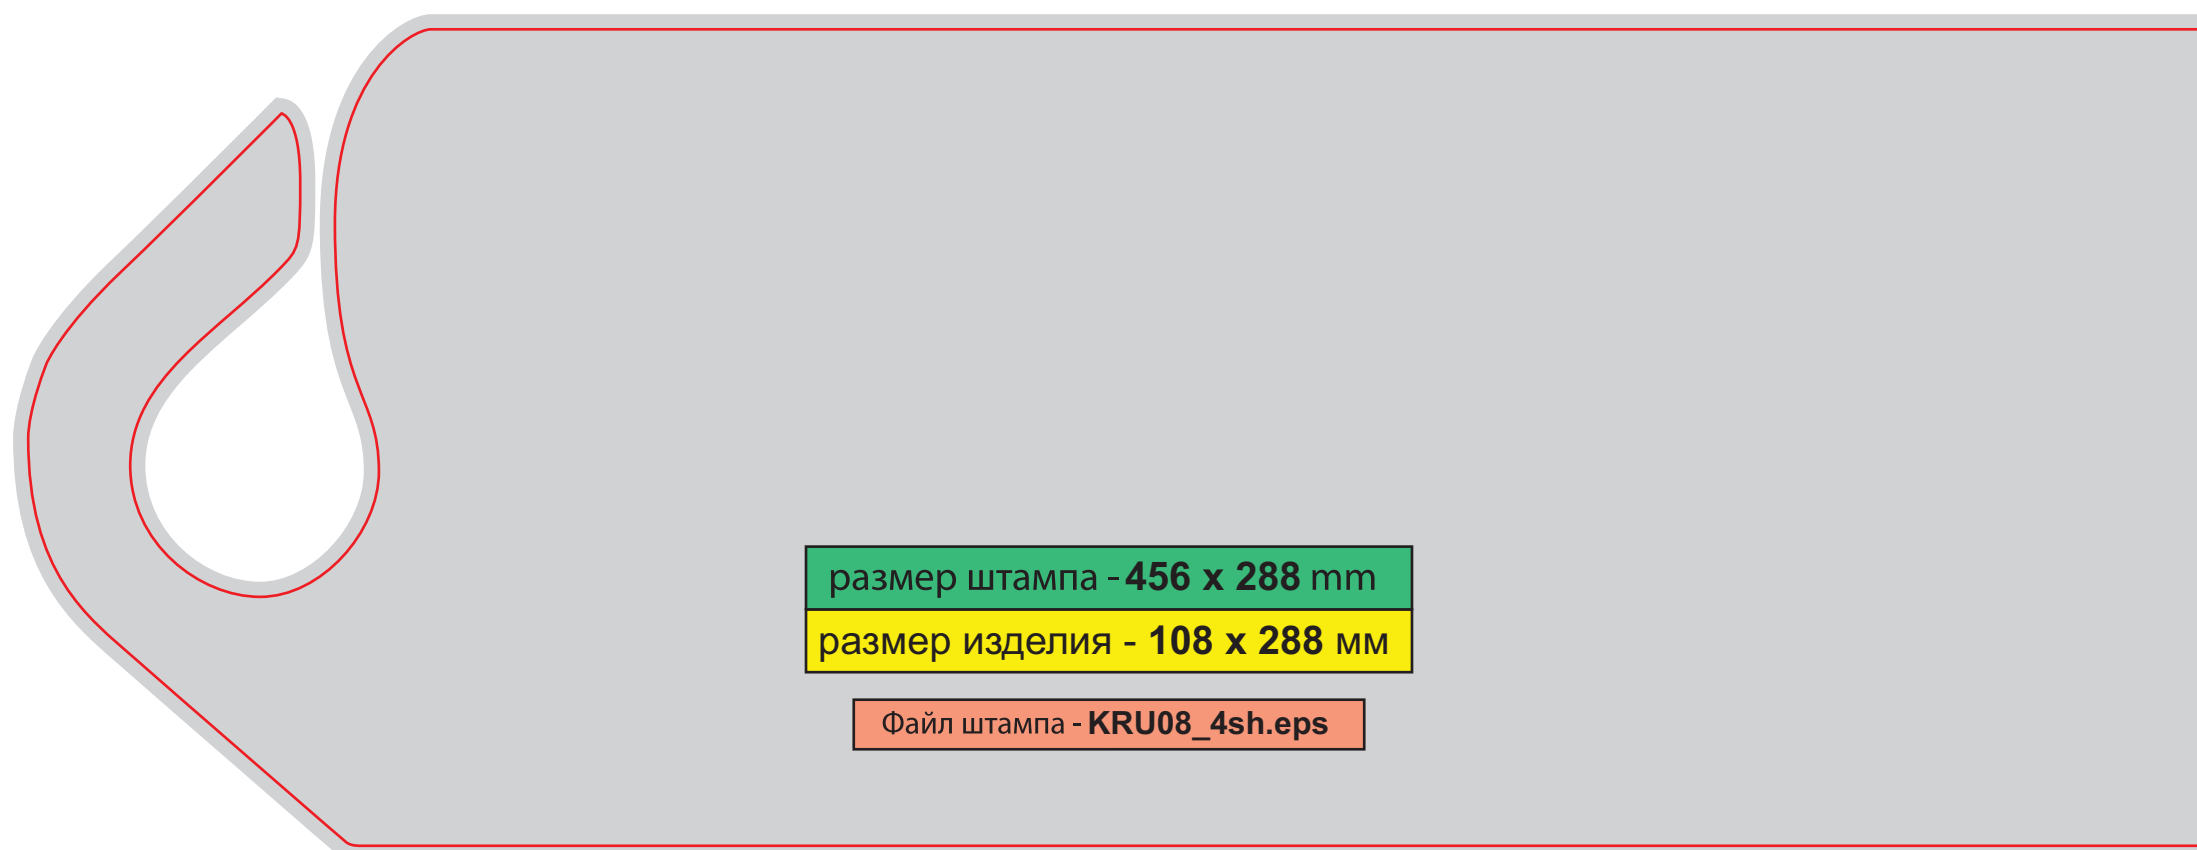 размер штампа - 456 x 288 mm
размер изделия - 108 x 288 мм
Файл штампа - KRU08_4sh.eps